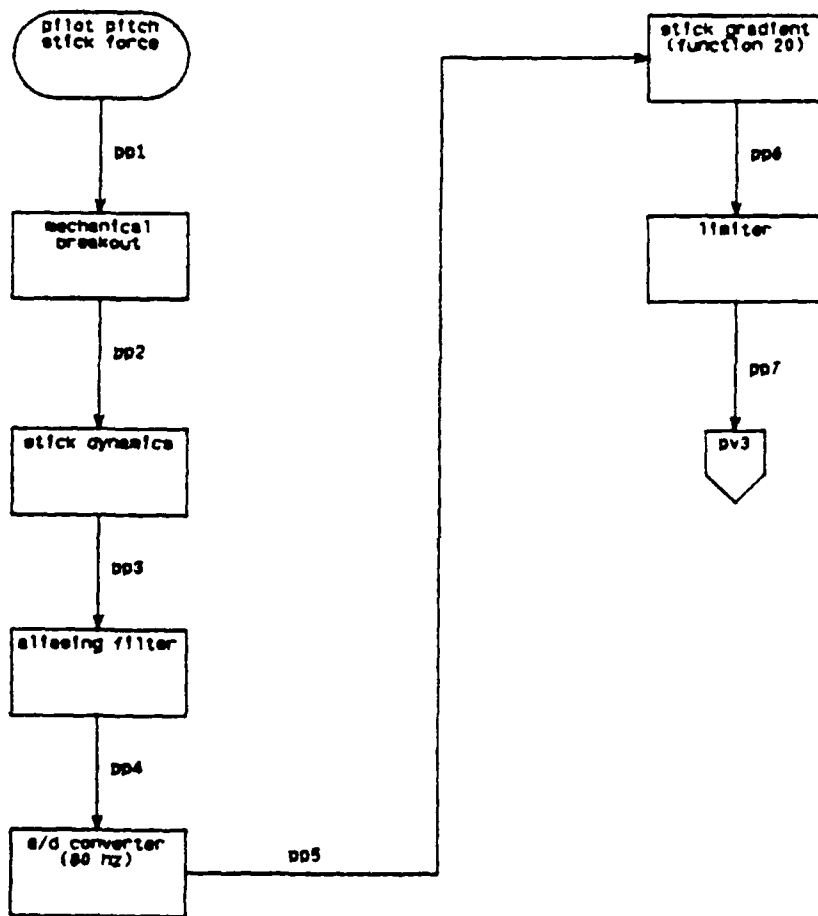 pilot pitch
stick force
pp1
mechanical
breakout
pp2
stick dynamics
pp3
aliasing filter
pp4
a/d converter
(80 hz)
pp5
stick gradient
(function 20)
pp6
limiter
pp7
pv3